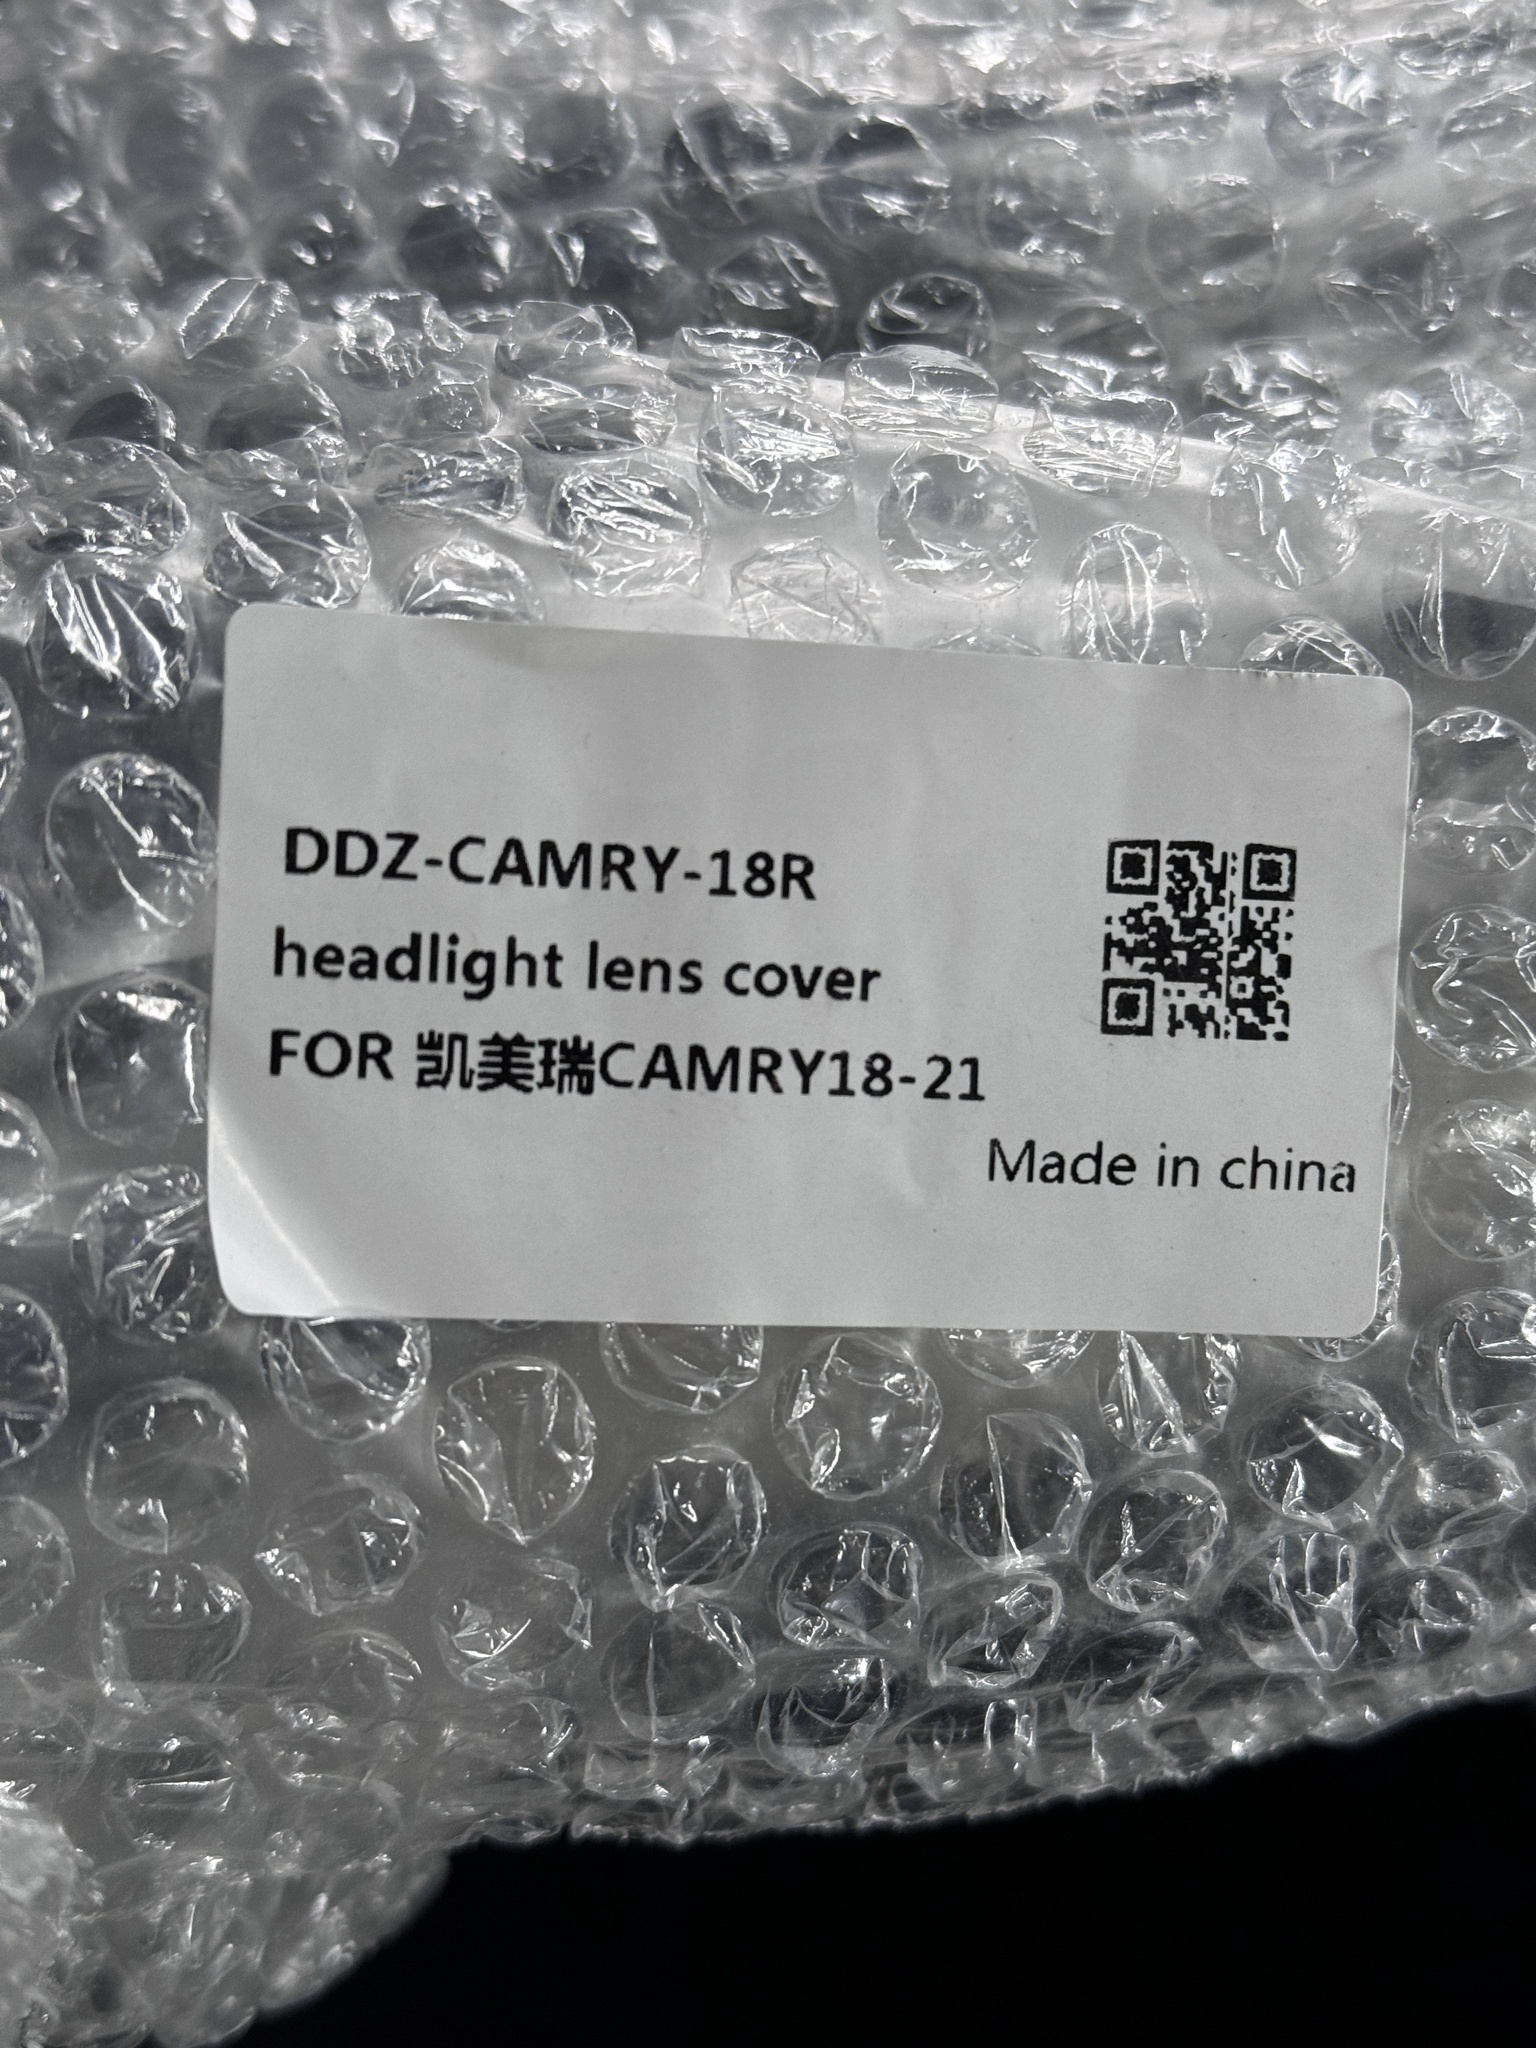 DDZ-CAMRY-18R
headlight lens cover
FOR 凯美瑞CAMRY18-21
Made in china